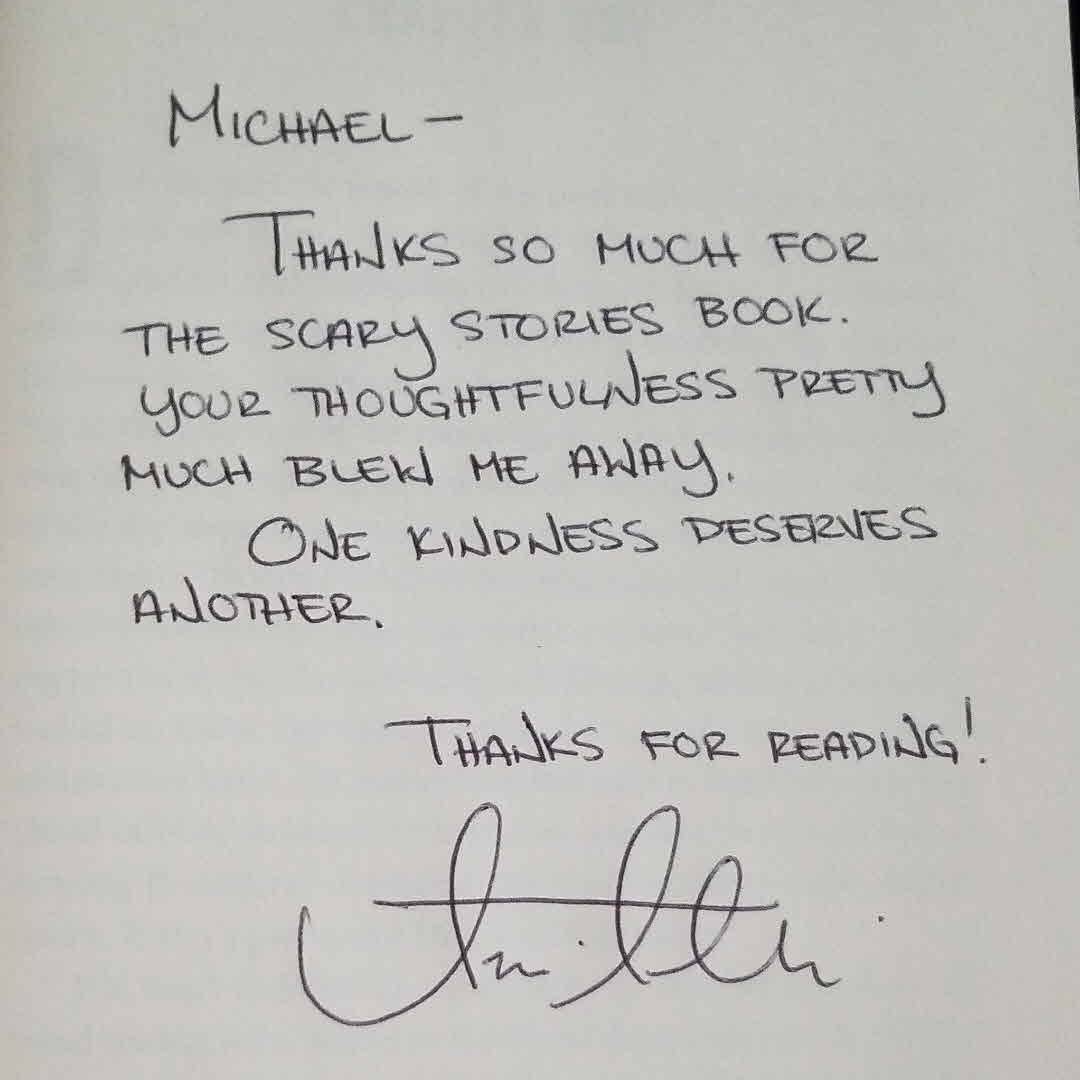 MICHAEL —
THANKS SO MUCH FOR
THE SCARY STORIES BOOK.
YOUR THOUGHTFULNESS PRETTY
MUCH BLEW ME AWAY.
ONE KINDNESS DESERVES
ANOTHER.
THANKS FOR READING!